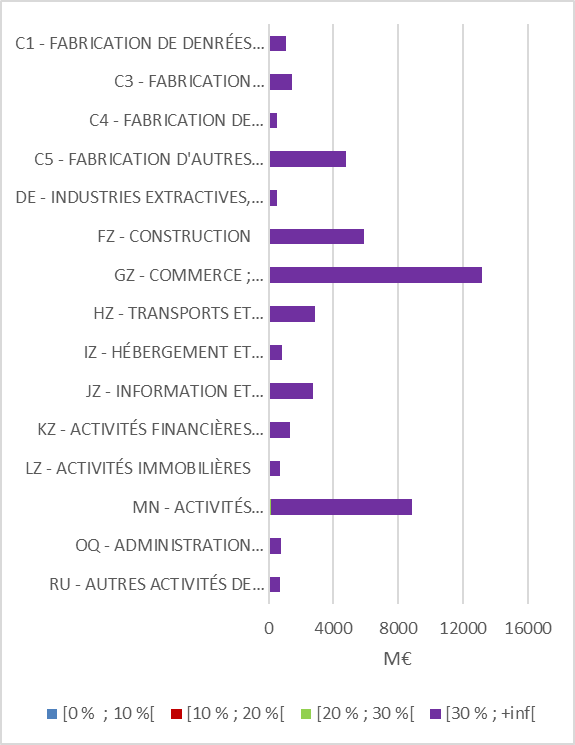 C1 - FABRICATION DE DENRÉES...
C3 - FABRICATION...
C4 - FABRICATION DE...
C5 - FABRICATION D'AUTRES...
DE - INDUSTRIES EXTRACTIVES,...
FZ - CONSTRUCTION
GZ - COMMERCE ;...
HZ - TRANSPORTS ET...
IZ - HÉBERGEMENT ET...
JZ - INFORMATION ET...
KZ - ACTIVITÉS FINANCIÈRES...
LZ - ACTIVITÉS IMMOBILIÈRES
MN - ACTIVITÉS...
OQ - ADMINISTRATION...
RU - AUTRES ACTIVITÉS DE...
0 4000 8000 12000 16000
M€
[0 % ; 10 %[ [10 % ; 20 %[ [20 % ; 30 %[ [30 % ; +inf[